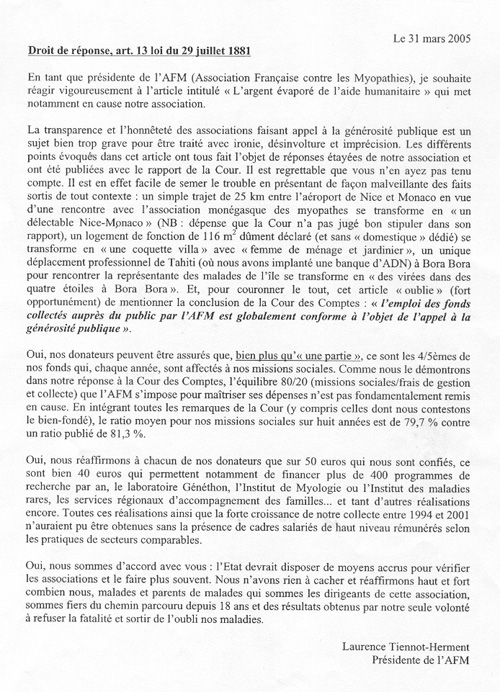 Le 31 mars 2005
Droit de réponse, art. 13 loi du 29 juillet 1881
En tant que présidente de l'AFM (Association Française contre les Myopathies), je souhaite
réagir vigoureusement à l'article intitulé « L'argent évaporé de l'aide humanitaire » qui met
notamment en cause notre association.
La transparence et l'honnêteté des associations faisant appel à la générosité publique est un
sujet bien trop grave pour être traité avec ironie, désinvolture et imprécision. Les différents
points évoqués dans cet article ont tous fait l'objet de réponses étayées de notre association et
ont été publiées avec le rapport de la Cour. Il est regrettable que vous n'en ayez pas tenu
compte. Il est en effet facile de semer le trouble en présentant de façon malveillante des faits
sortis de tout contexte : un simple trajet de 25 km entre l'aéroport de Nice et Monaco en vue
d'une rencontre avec l'association monégasque des myopathes se transforme en « un
délectable Nice-Monaco» (NB : dépense que la Cour n'a pas jugé bon stipuler dans son
rapport), un logement de fonction de 116 m² dûment déclaré (et sans « domestique » dédié) se
transforme en « une coquette villa » avec « femme de ménage et jardinier », un unique
déplacement professionnel de Tahiti (où nous avons implanté une banque d'ADN) à Bora Bora
pour rencontrer la représentante des malades de l'île se transforme en « des virées dans des
quatre étoiles à Bora Bora ». Et, pour couronner le tout, cet article « oublie » (fort
opportunément) de mentionner la conclusion de la Cour des Comptes : « l'emploi des fonds
collectés auprès du public par l'AFM est globalement conforme à l'objet de l'appel à la
générosité publique ».
Oui, nos donateurs peuvent être assurés que, bien plus qu'« une partie », ce sont les 4/5èmes de
nos fonds qui, chaque année, sont affectés à nos missions sociales. Comme nous le démontrons
dans notre réponse à la Cour des Comptes, l'équilibre 80/20 (missions sociales/frais de gestion
et collecte) que l'AFM s'impose pour maîtriser ses dépenses n'est pas fondamentalement remis
en cause. En intégrant toutes les remarques de la Cour (y compris celles dont nous contestons
le bien-fondé), le ratio moyen pour nos missions sociales sur huit années est de 79,7 % contre
un ratio publié de 81,3 %.
Oui, nous réaffirmons à chacun de nos donateurs que sur 50 euros qui nous sont confiés, ce
sont bien 40 euros qui permettent notamment de financer plus de 400 programmes de
recherche par an, le laboratoire Généthon, l'Institut de Myologie ou l'Institut des maladies
rares, les services régionaux d'accompagnement des familles... et tant d'autres réalisations
encore. Toutes ces réalisations ainsi que la forte croissance de notre collecte entre 1994 et 2001
n'auraient pu être obtenues sans la présence de cadres salariés de haut niveau rémunérés selon
les pratiques de secteurs comparables.
Oui, nous sommes d'accord avec vous : l'Etat devrait disposer de moyens accrus pour vérifier
les associations et le faire plus souvent. Nous n'avons rien à cacher et réaffirmons haut et fort
combien nous, malades et parents de malades qui sommes les dirigeants de cette association,
sommes fiers du chemin parcouru depuis 18 ans et des résultats obtenus par notre seule volonté
à refuser la fatalité et sortir de l'oubli nos maladies.
Laurence Tiennot-Herment
Présidente de l'AFM